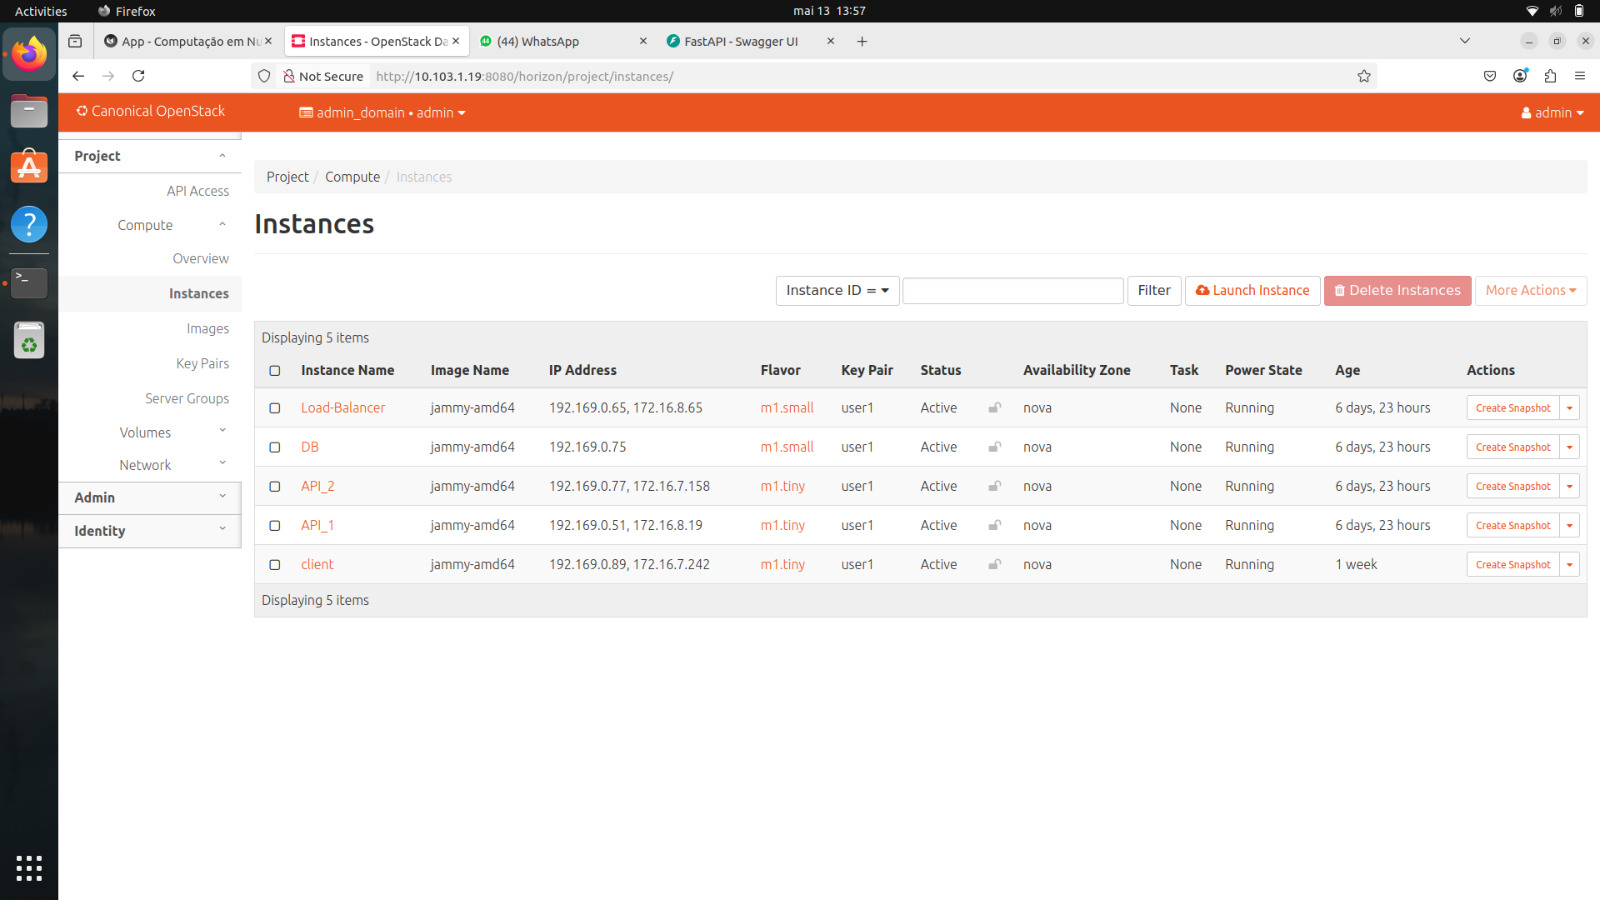 Activities Firefox mai 13 13:57
App - Computação em Nu Instances - OpenStack Da (44) WhatsApp FastAPI - Swagger UI
Not Secure http://10.103.1.19:8080/horizon/project/instances/
Canonical OpenStack admin_domain • admin admin
Project
API Access
Compute
Overview
Instances
Images
Key Pairs
Server Groups
Volumes
Network
Admin
Identity
Project / Compute / Instances
Instances
Instance ID = Filter Launch Instance Delete Instances More Actions
Displaying 5 items
Instance Name Image Name IP Address Flavor Key Pair Status Availability Zone Task Power State Age Actions
Load-Balancer jammy-amd64 192.169.0.65, 172.16.8.65 m1.small user1 Active nova None Running 6 days, 23 hours Create Snapshot
DB jammy-amd64 192.169.0.75 m1.small user1 Active nova None Running 6 days, 23 hours Create Snapshot
API_2 jammy-amd64 192.169.0.77, 172.16.7.158 m1.tiny user1 Active nova None Running 6 days, 23 hours Create Snapshot
API_1 jammy-amd64 192.169.0.51, 172.16.8.19 m1.tiny user1 Active nova None Running 6 days, 23 hours Create Snapshot
client jammy-amd64 192.169.0.89, 172.16.7.242 m1.tiny user1 Active nova None Running 1 week Create Snapshot
Displaying 5 items